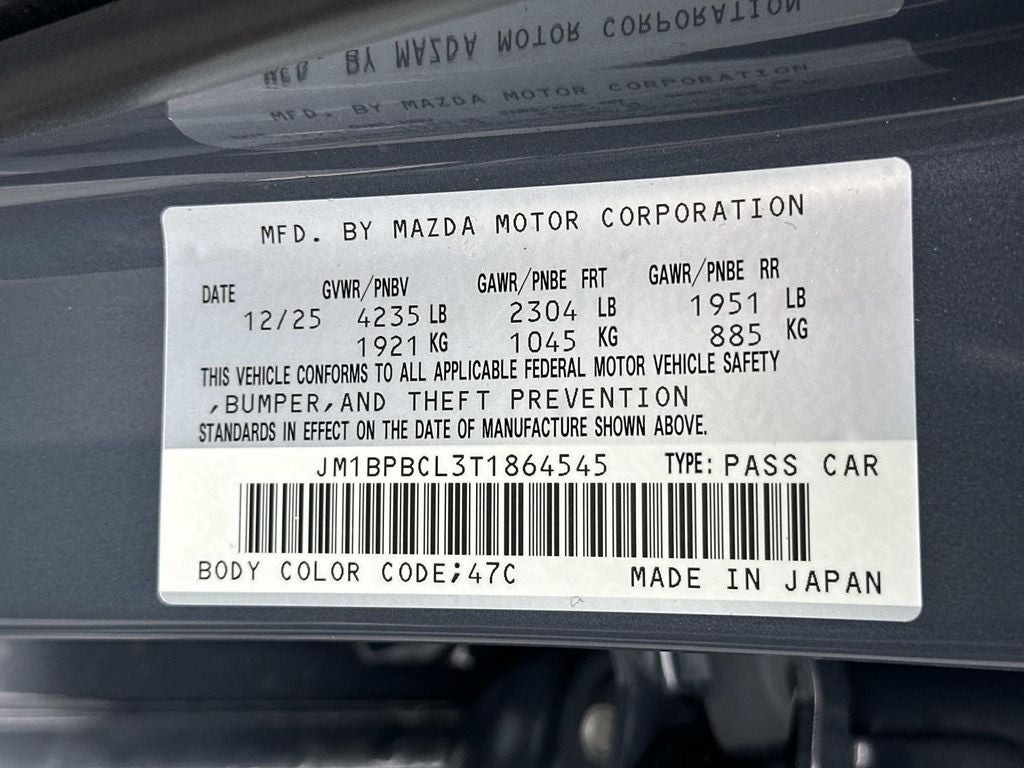 MFD. BY MAZDA MOTOR CORPORATION
MFD. BY MAZDA MOTOR CORPORATION
MFD. BY MAZDA MOTOR CORPORATION
DATE GVWR/PNBV GAWR/PNBE FRT GAWR/PNBE RR
12/25 4235 LB 2304 LB 1951 LB
1921 KG 1045 KG 885 KG
THIS VEHICLE CONFORMS TO ALL APPLICABLE FEDERAL MOTOR VEHICLE SAFETY
,BUMPER,AND THEFT PREVENTION
STANDARDS IN EFFECT ON THE DATE OF MANUFACTURE SHOWN ABOVE.
JM1BPBCL3T1864545 TYPE: PASS CAR
BODY COLOR CODE;47C MADE IN JAPAN